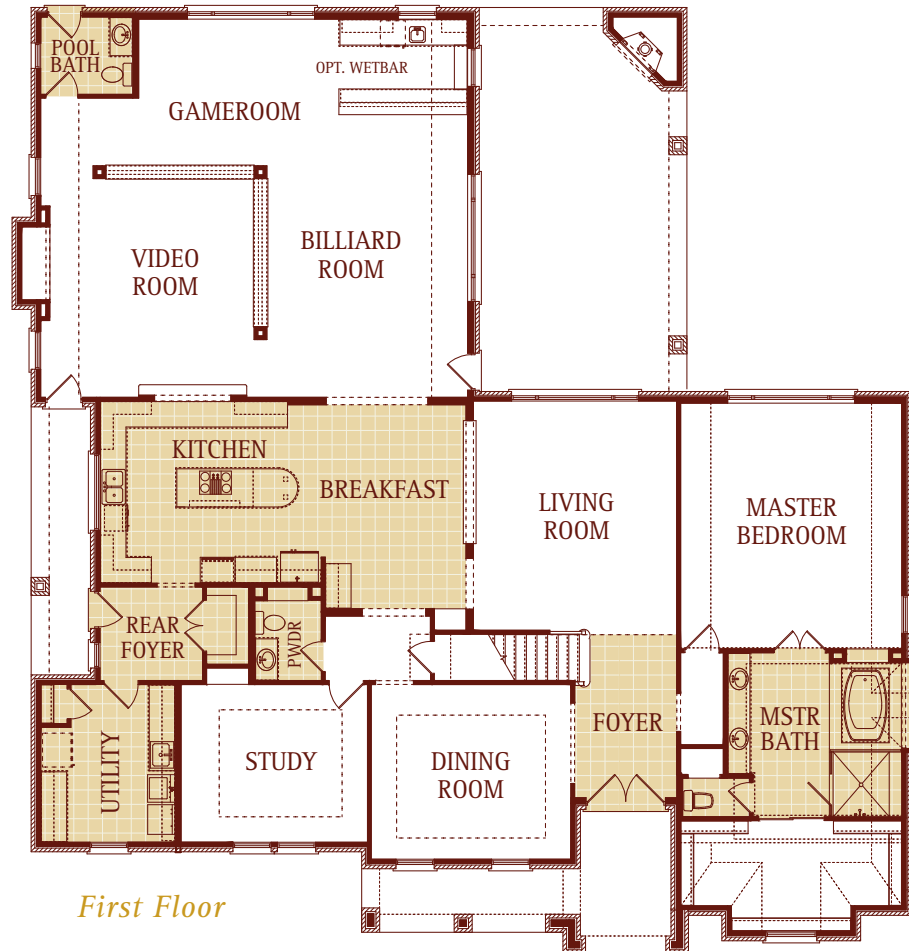 POOL
BATH
OPT. WETBAR
GAMEROOM
VIDEO
ROOM
BILLIARD
ROOM
KITCHEN
BREAKFAST
LIVING
ROOM
MASTER
BEDROOM
REAR
FOYER
PWDR
FOYER
MSTR
BATH
UTILITY
STUDY
DINING
ROOM
First Floor